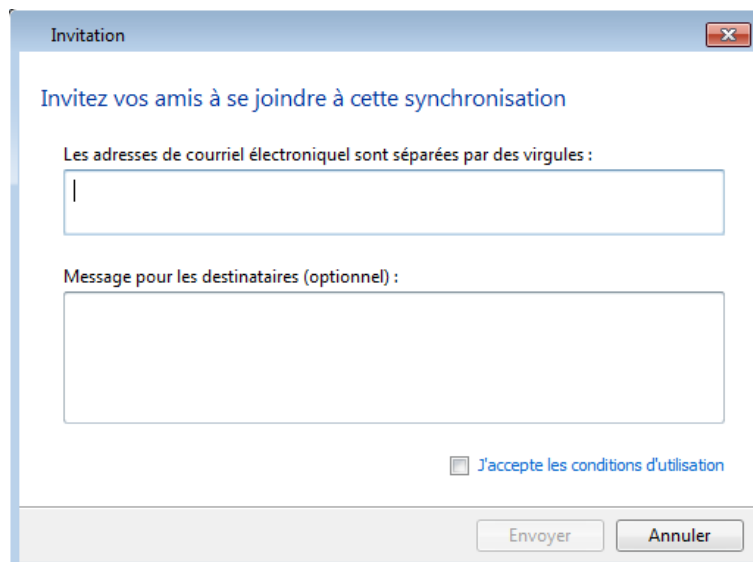 Invitation
Invitez vos amis à se joindre à cette synchronisation
Les adresses de courriel électroniquel sont séparées par des virgules :
Message pour les destinataires (optionnel) :
J'accepte les conditions d'utilisation
Envoyer
Annuler